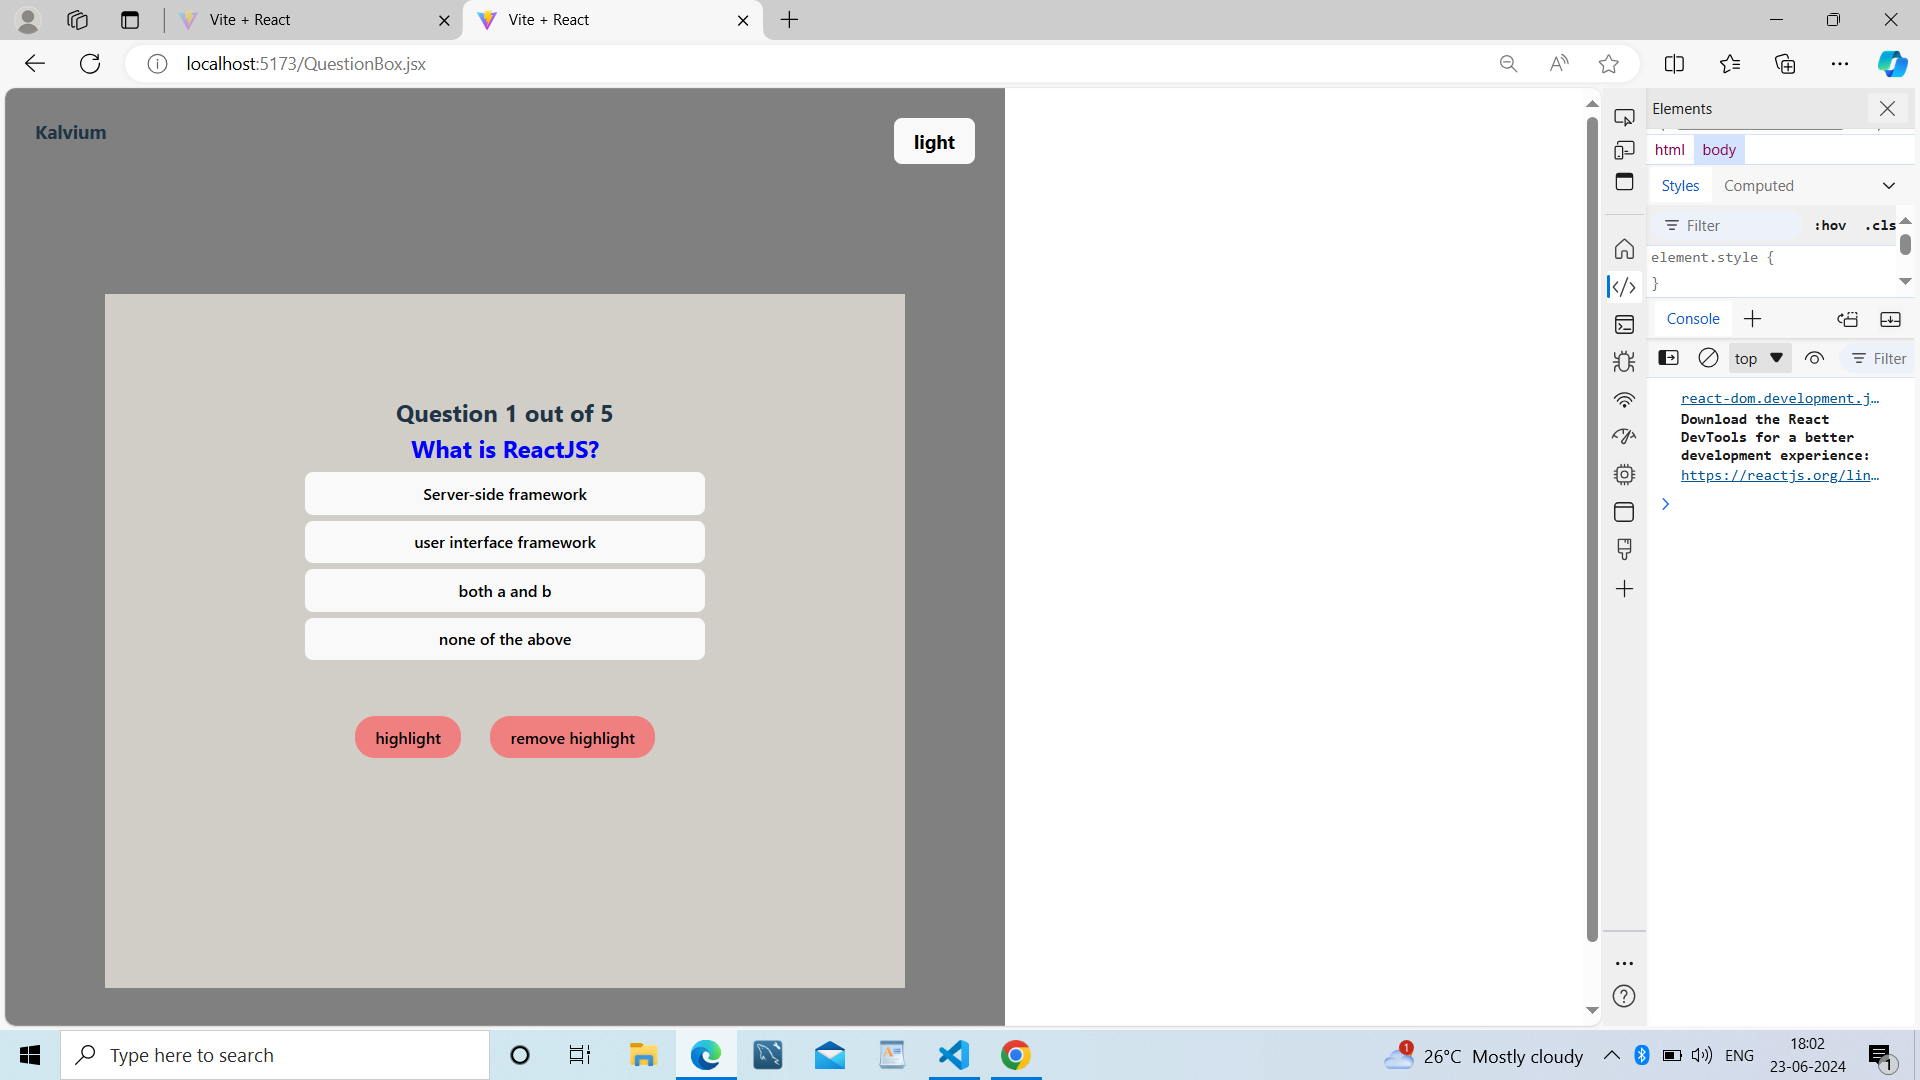 Vite + React
Vite + React
localhost:5173/QuestionBox.jsx
Kalvium
light
Question 1 out of 5
What is ReactJS?
Server-side framework
user interface framework
both a and b
none of the above
highlight
remove highlight
Elements
html
body
Styles
Computed
Filter
:hov
.cls
element.style {
}
Console
top
Filter
react-dom.development.j…
Download the React
DevTools for a better
development experience:
https://reactjs.org/lin…
Type here to search
1
26°C Mostly cloudy
ENG
18:02
23-06-2024
1